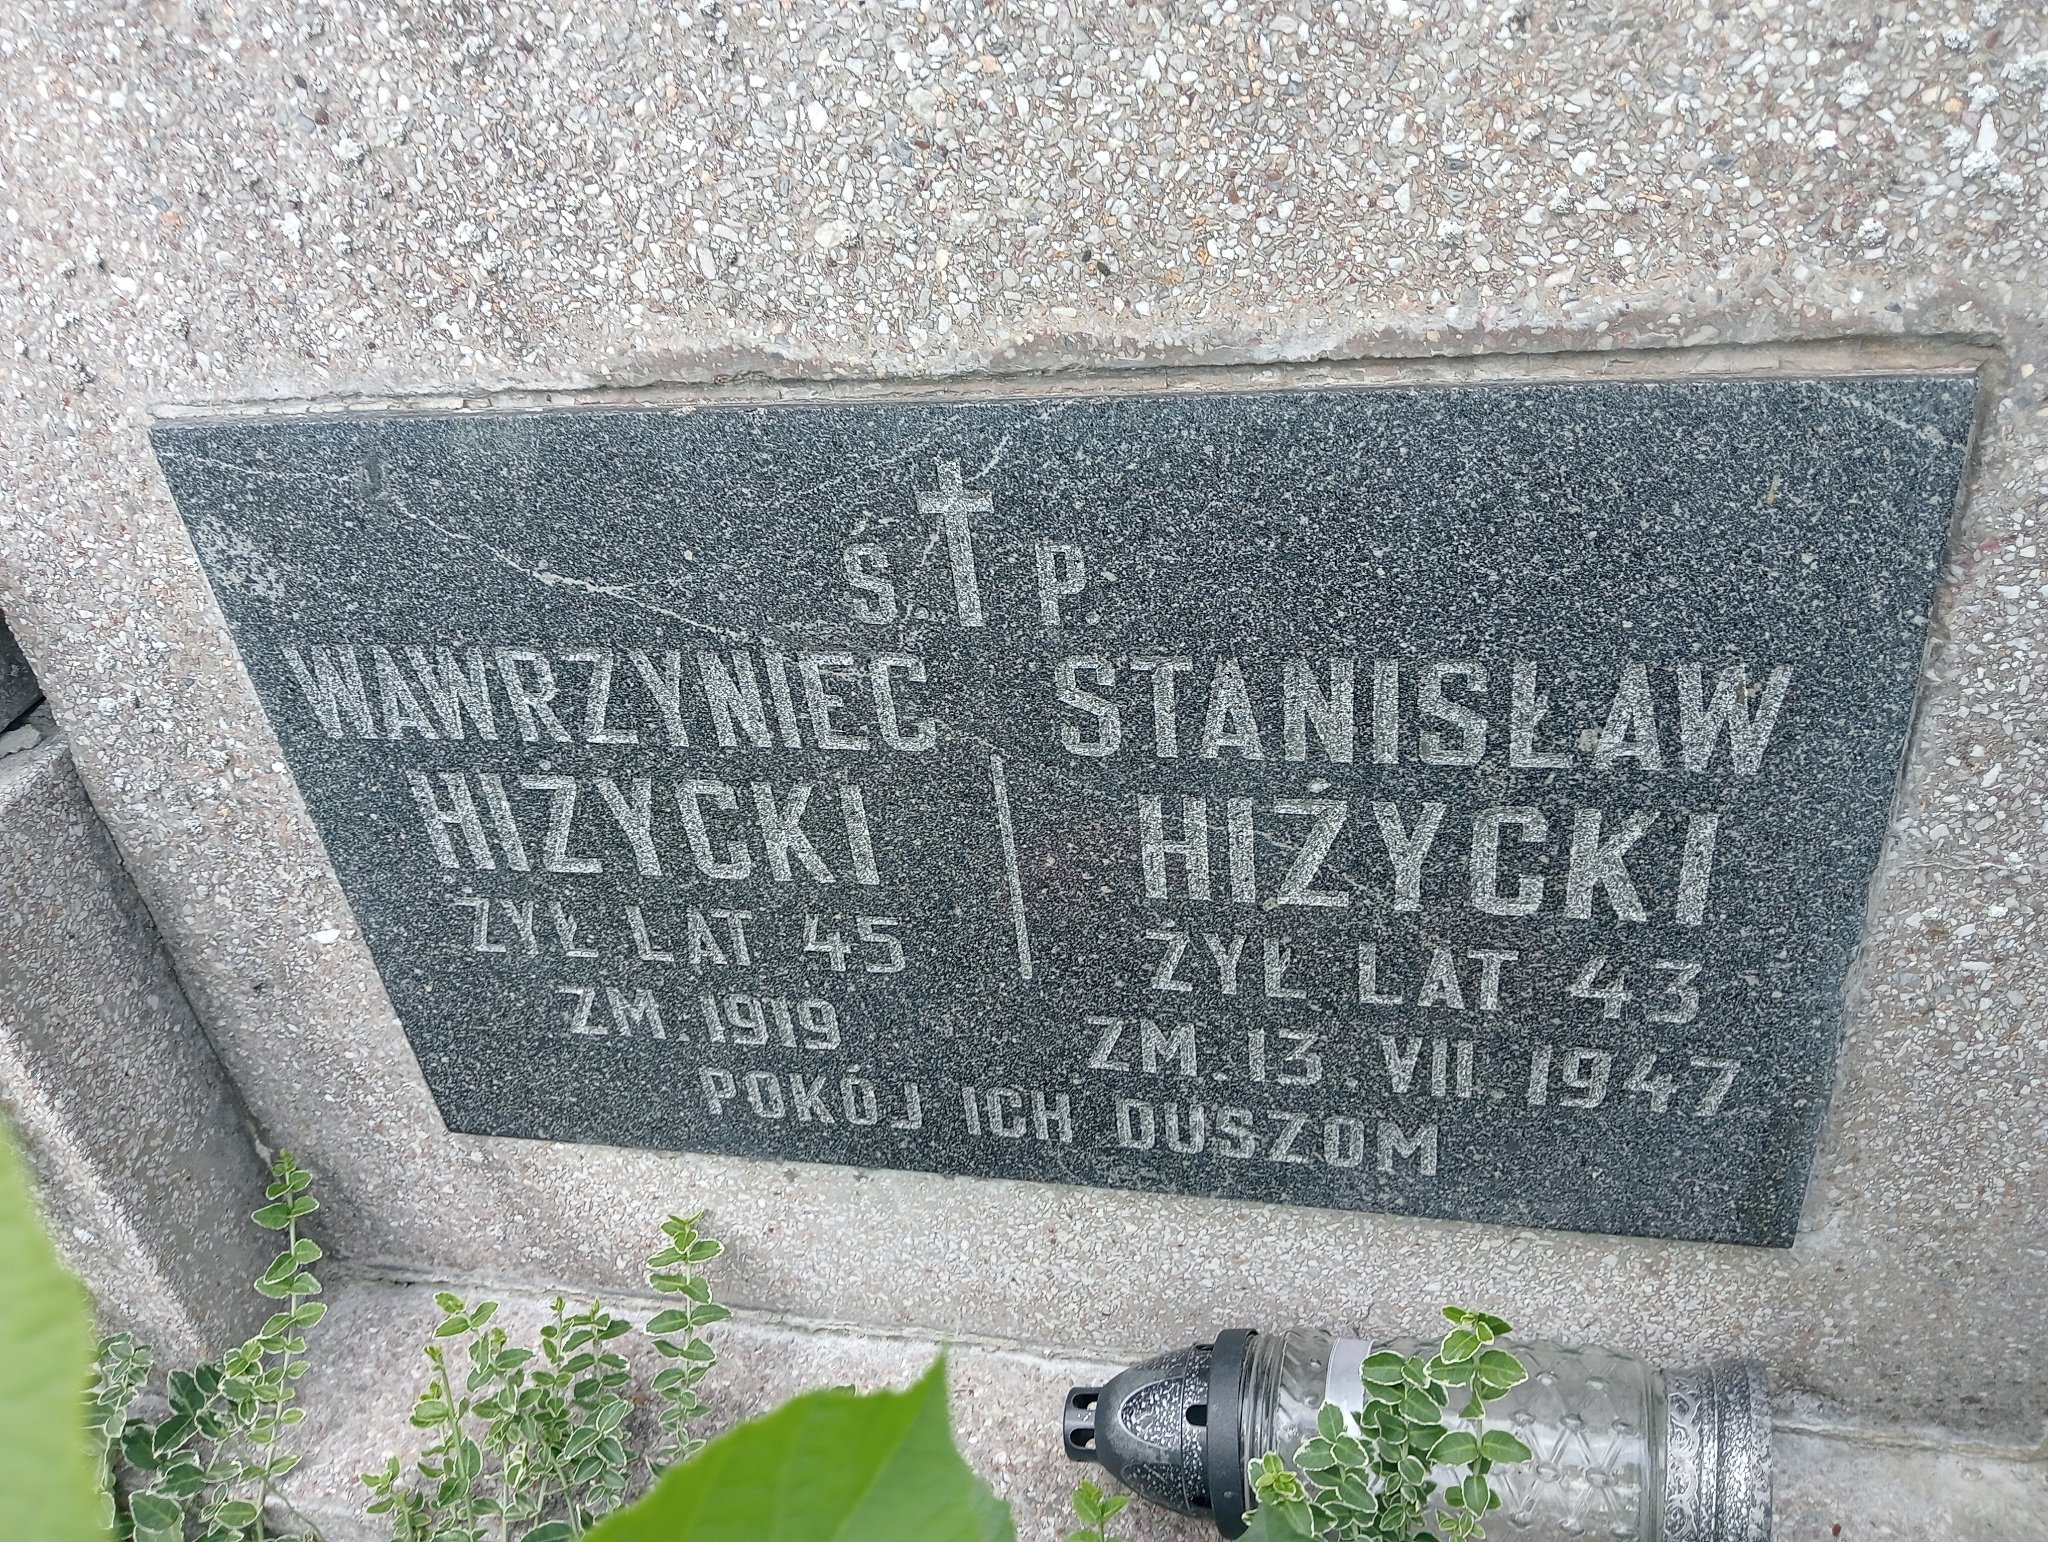 Ś. P.
WAWRZYNIEC
HIŻYCKI
ŻYŁ LAT 45
ZM. 1919
STANISŁAW
HIŻYCKI
ŻYŁ LAT 43
ZM. 13. VII 1947
POKÓJ ICH DUSZOM